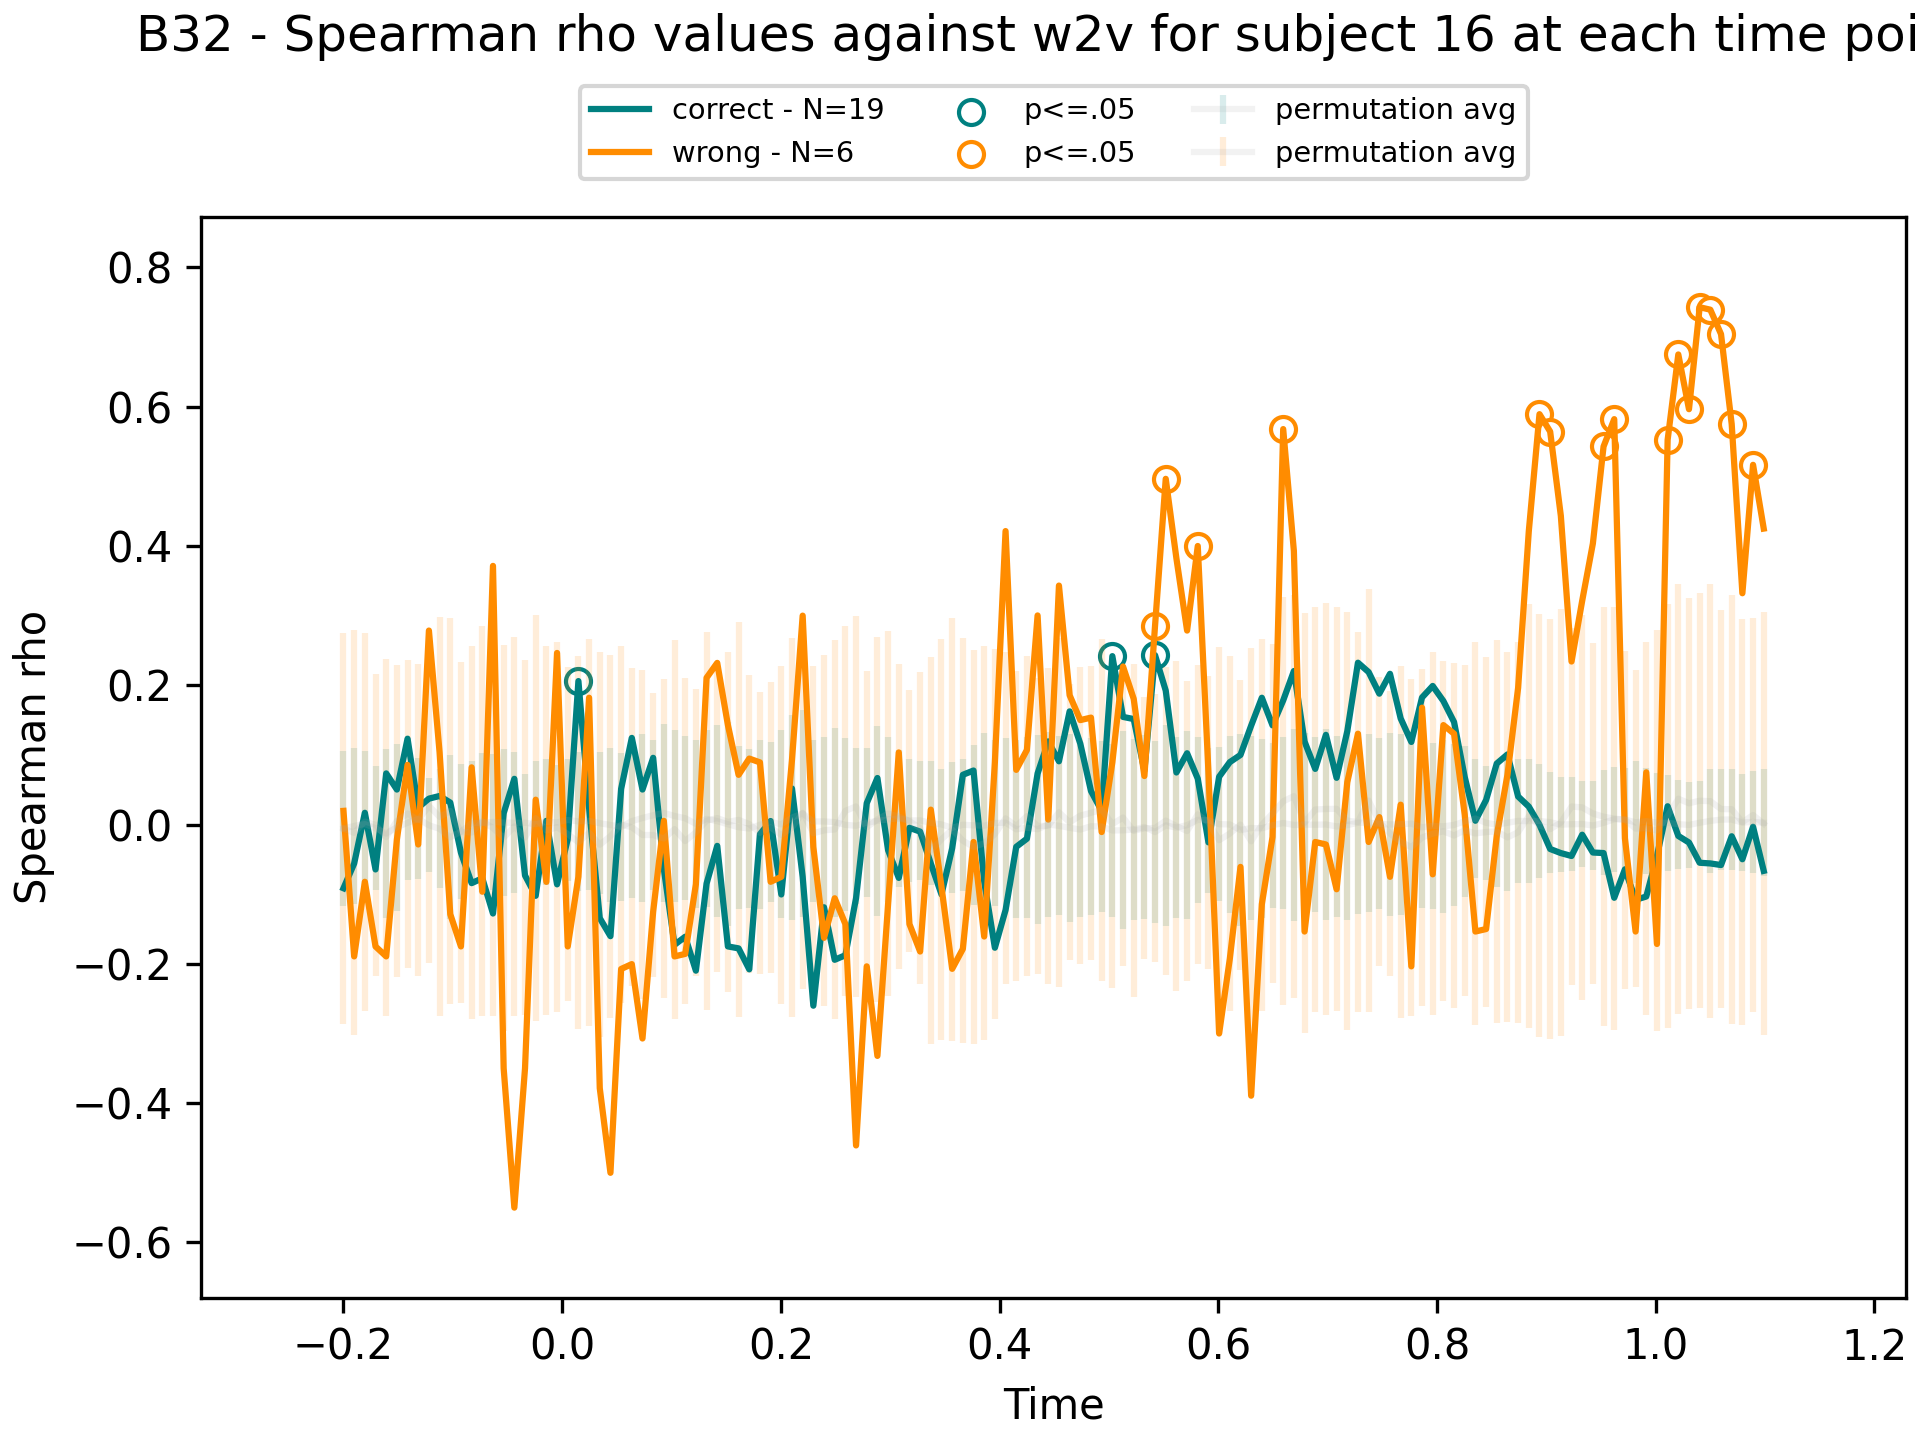 B32 - Spearman rho values against w2v for subject 16 at each time poi
correct - N=19
wrong - N=6
p<=.05
p<=.05
permutation avg
permutation avg
Spearman rho
0.8
0.6
0.4
0.2
0.0
−0.2
−0.4
−0.6
−0.2
0.0
0.2
0.4
0.6
0.8
1.0
1.2
Time